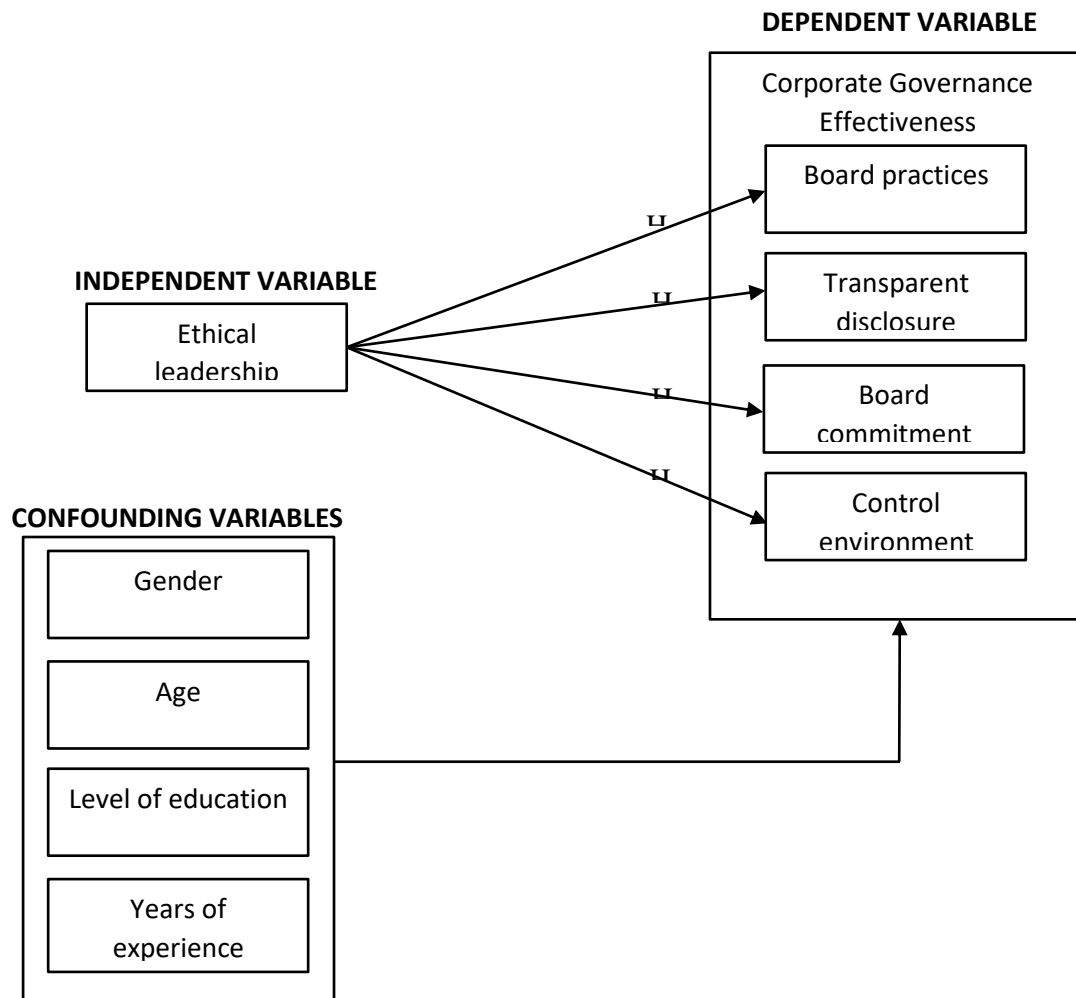 DEPENDENT VARIABLE
Corporate Governance
Effectiveness
Board practices
H
INDEPENDENT VARIABLE
Ethical
leadership
H
Transparent
disclosure
H
Board
commitment
H
Control
environment
CONFOUNDING VARIABLES
Gender
Age
Level of education
Years of
experience